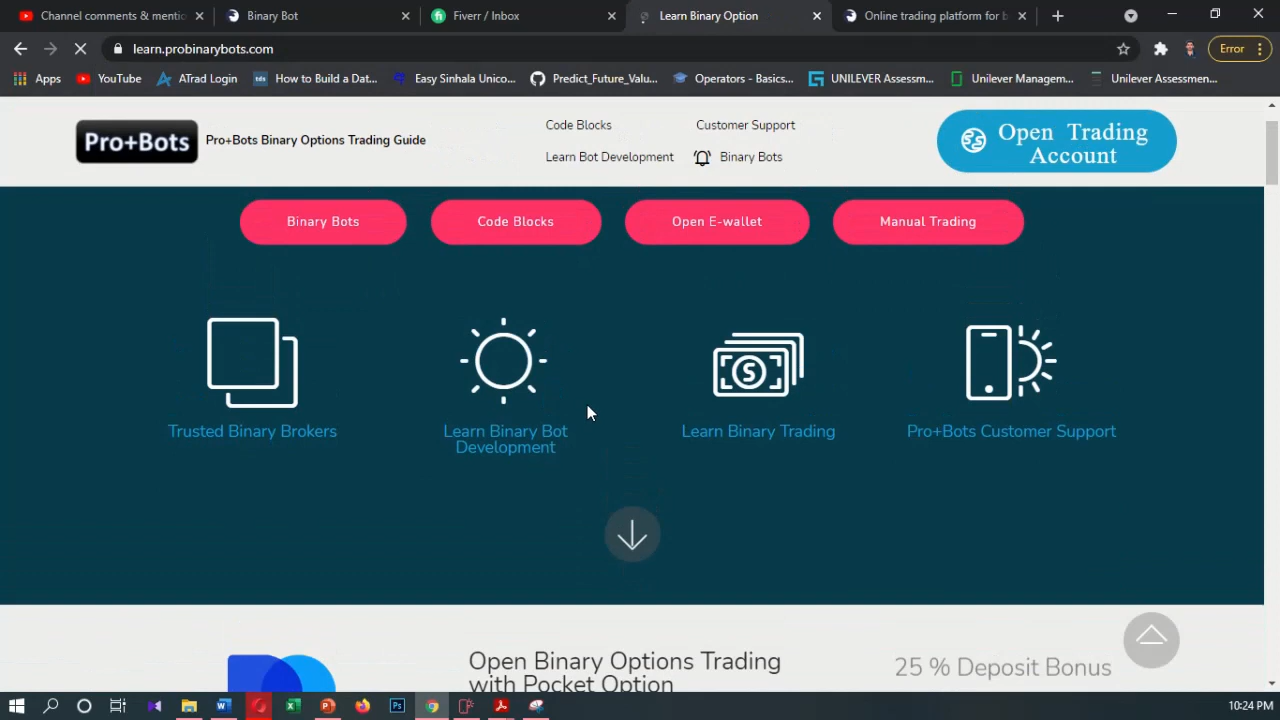 Channel comments & mentio
Binary Bot
Fiverr / Inbox
Learn Binary Option
Online trading platform for b
learn.probinarybots.com
Error
Apps
YouTube
ATrad Login
How to Build a Dat...
Easy Sinhala Unico...
Predict_Future_Valu...
Operators - Basics...
UNILEVER Assessm...
Unilever Managem...
Unilever Assessmen...
Pro+Bots
Pro+Bots Binary Options Trading Guide
Code Blocks
Customer Support
Learn Bot Development
Binary Bots
Open Trading
Account
Binary Bots
Code Blocks
Open E-wallet
Manual Trading
Trusted Binary Brokers
Learn Binary Bot
Development
Learn Binary Trading
Pro+Bots Customer Support
Open Binary Options Trading
with Pocket Option
25 % Deposit Bonus
10:24 PM